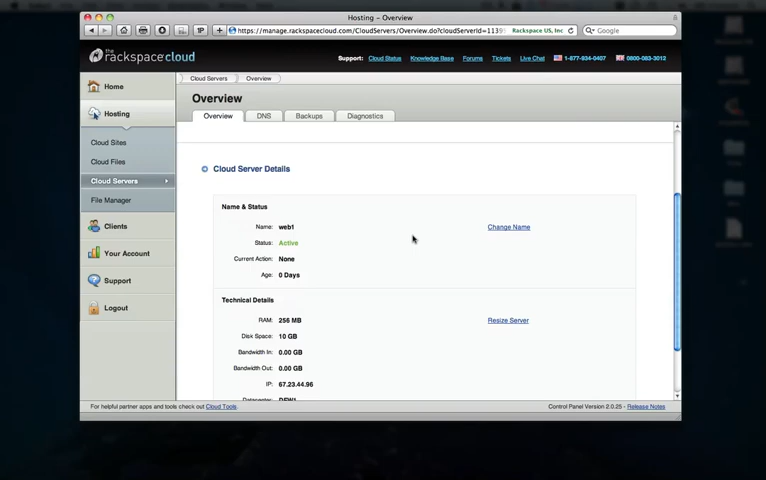 Hosting – Overview
https://manage.rackspacecloud.com/CloudServers/Overview.do?cloudServerId=1139
Rackspace US, Inc
Google
the rackspacecloud
Support: Cloud Status Knowledge Base Forums Tickets Live Chat 1-877-934-0407 0800-083-3012
Cloud Servers Overview
Home
Overview
Hosting
Overview DNS Backups Diagnostics
Cloud Sites
Cloud Files
Cloud Servers
File Manager
Clients
Your Account
Support
Logout
Cloud Server Details
Name & Status
Name: web1 Change Name
Status: Active
Current Action: None
Age: 0 Days
Technical Details
RAM: 256 MB Resize Server
Disk Space: 10 GB
Bandwidth In: 0.00 GB
Bandwidth Out: 0.00 GB
IP: 67.23.44.96
Datacenter: DFW1
For helpful partner apps and tools check out Cloud Tools. Control Panel Version 2.0.25 - Release Notes